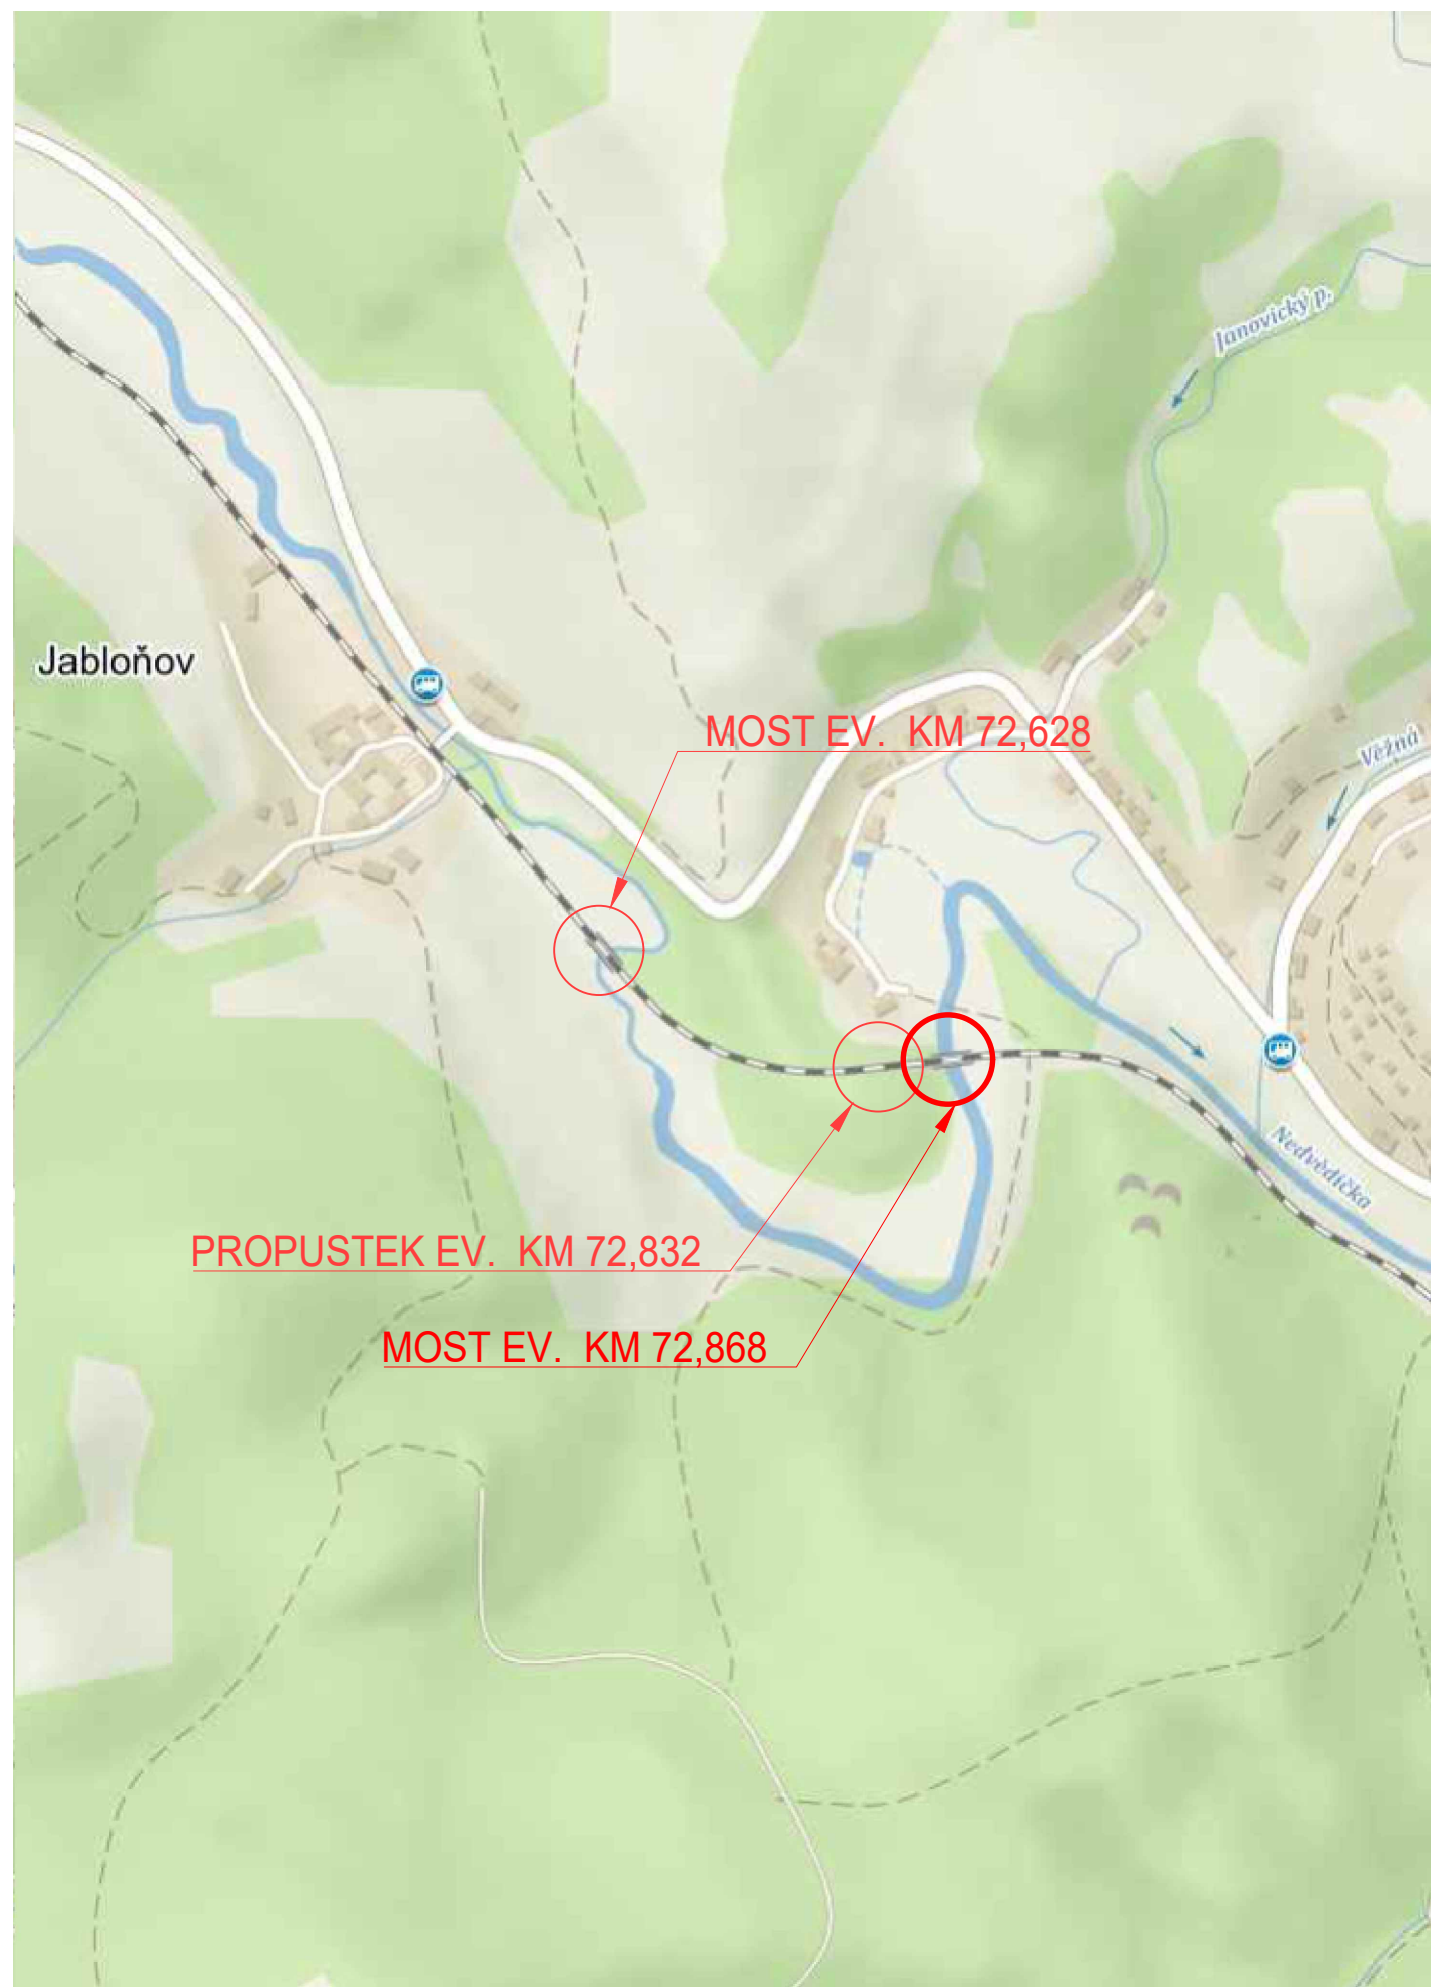 Janovický p.
Jabloňov
MOST EV. KM 72,628
Věžná
Nedvědička
PROPUSTEK EV. KM 72,832
MOST EV. KM 72,868